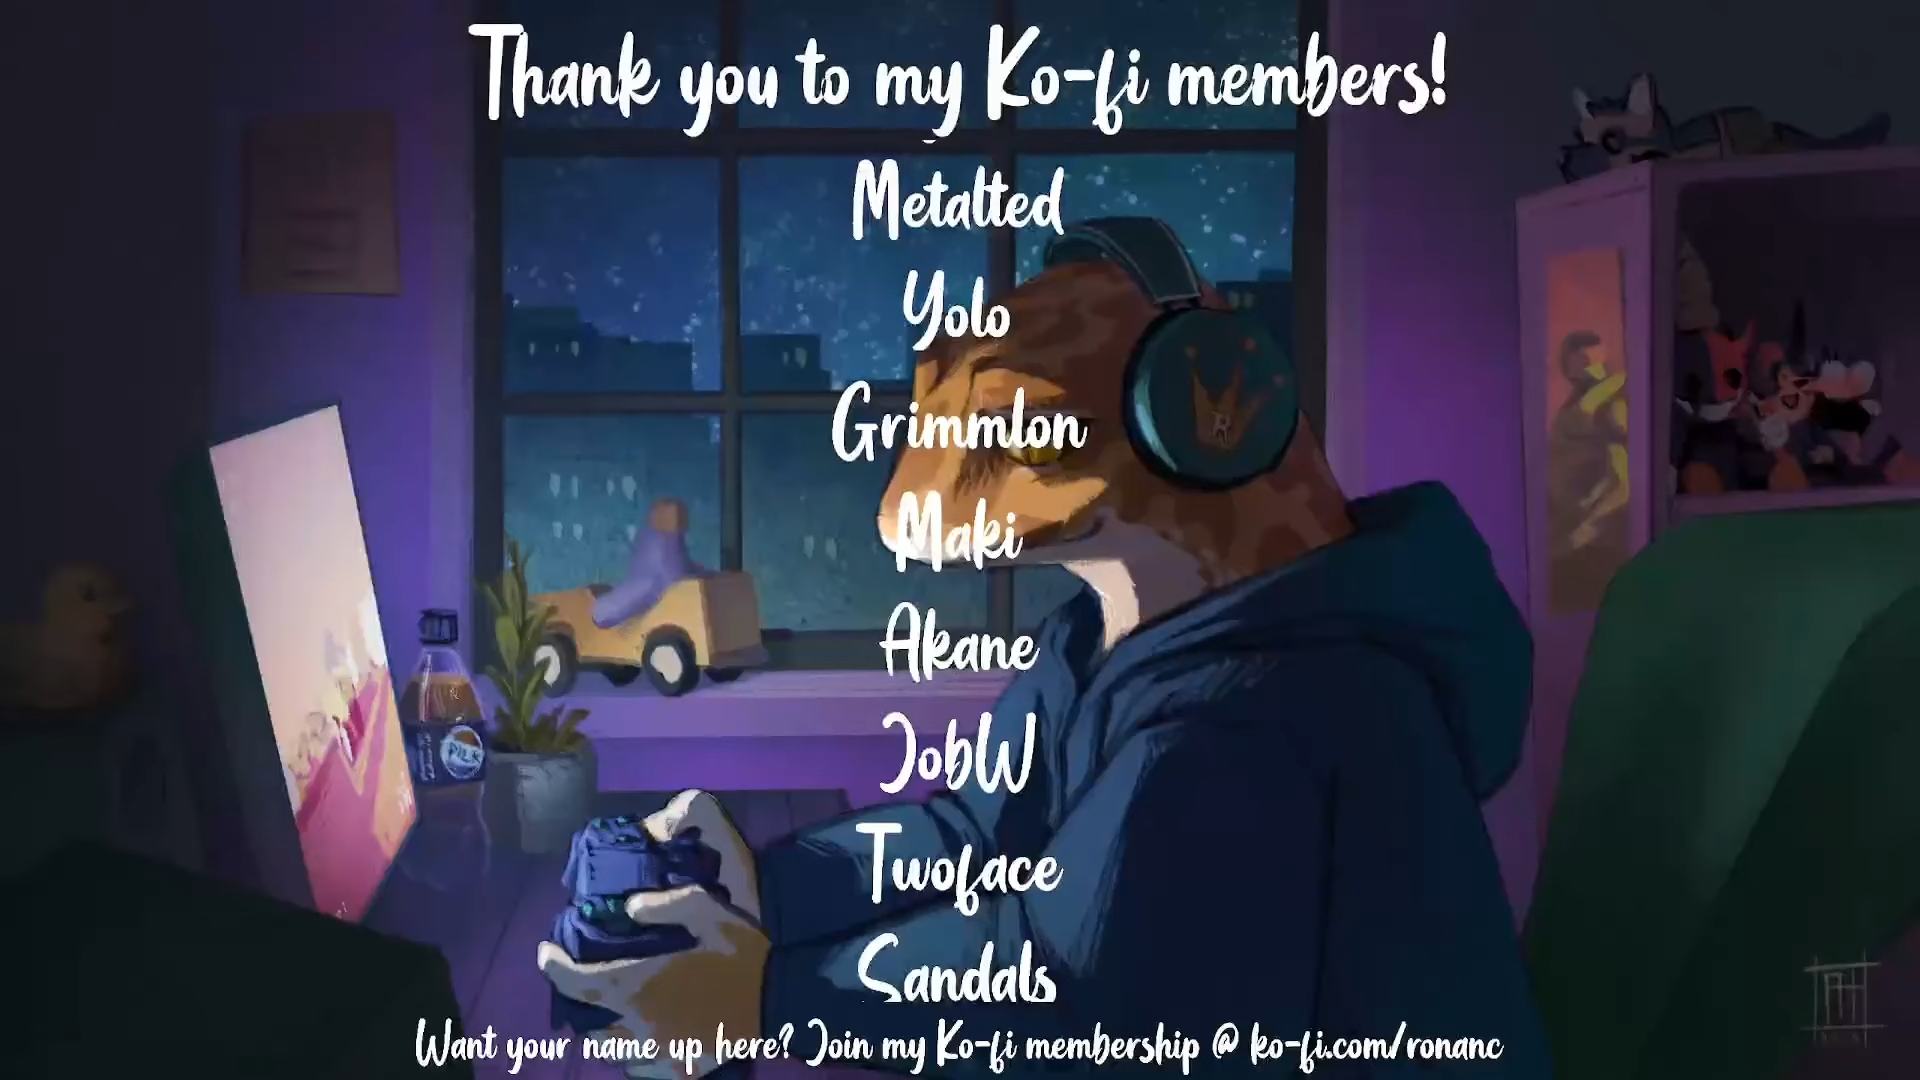 Thank you to my Ko-fi members!
Metalted
Yolo
Grimmlon
Maki
Akane
JobW
Twoface
Sandals
Want your name up here? Join my Ko-fi membership @ ko-fi.com/ronanc
R
PILK